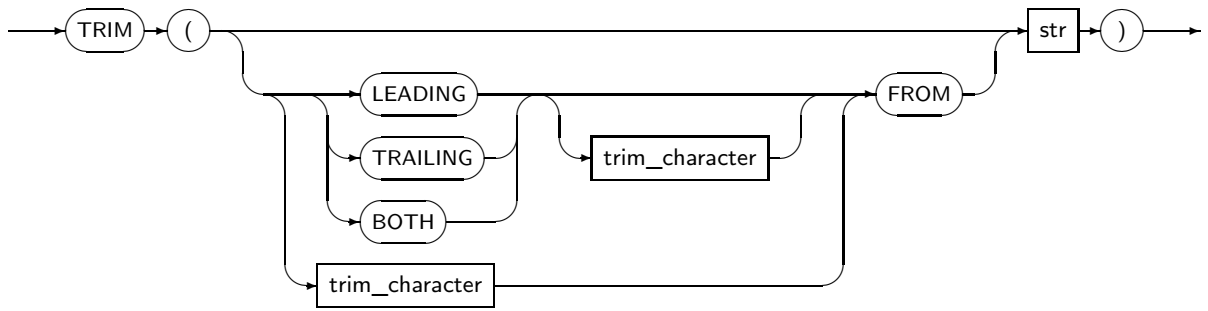 TRIM ( str )
LEADING FROM
TRAILING trim_character
BOTH
trim_character